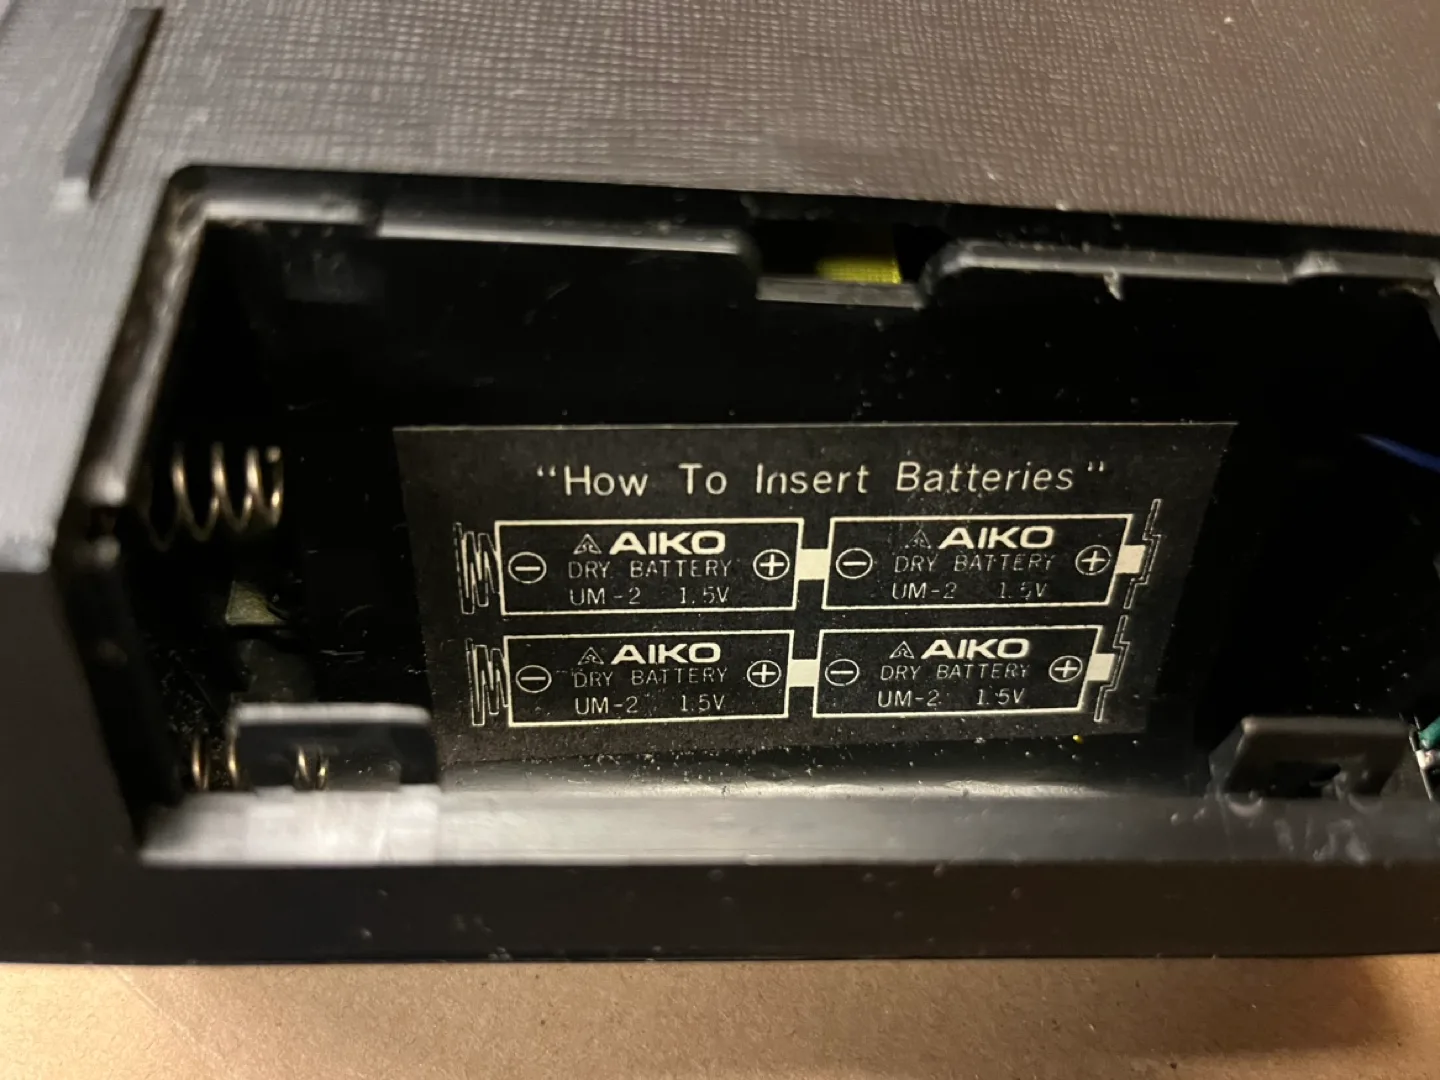 "How To Insert Batteries"
⊖ AIKO ⊕ ⊖ AIKO ⊕
DRY BATTERY DRY BATTERY
UM-2 1.5V UM-2 1.5V
⊖ AIKO ⊕ ⊖ AIKO ⊕
DRY BATTERY DRY BATTERY
UM-2 1.5V UM-2 1.5V